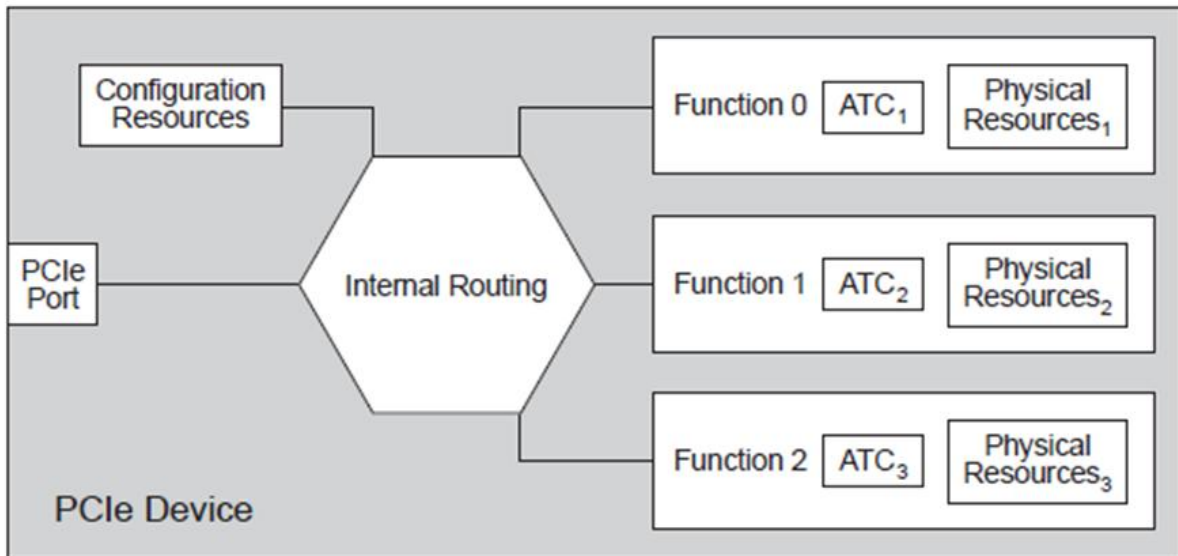 Configuration
Resources
PCIe
Port
Internal Routing
Function 0
ATC₁
Physical
Resources₁
Function 1
ATC₂
Physical
Resources₂
Function 2
ATC₃
Physical
Resources₃
PCIe Device